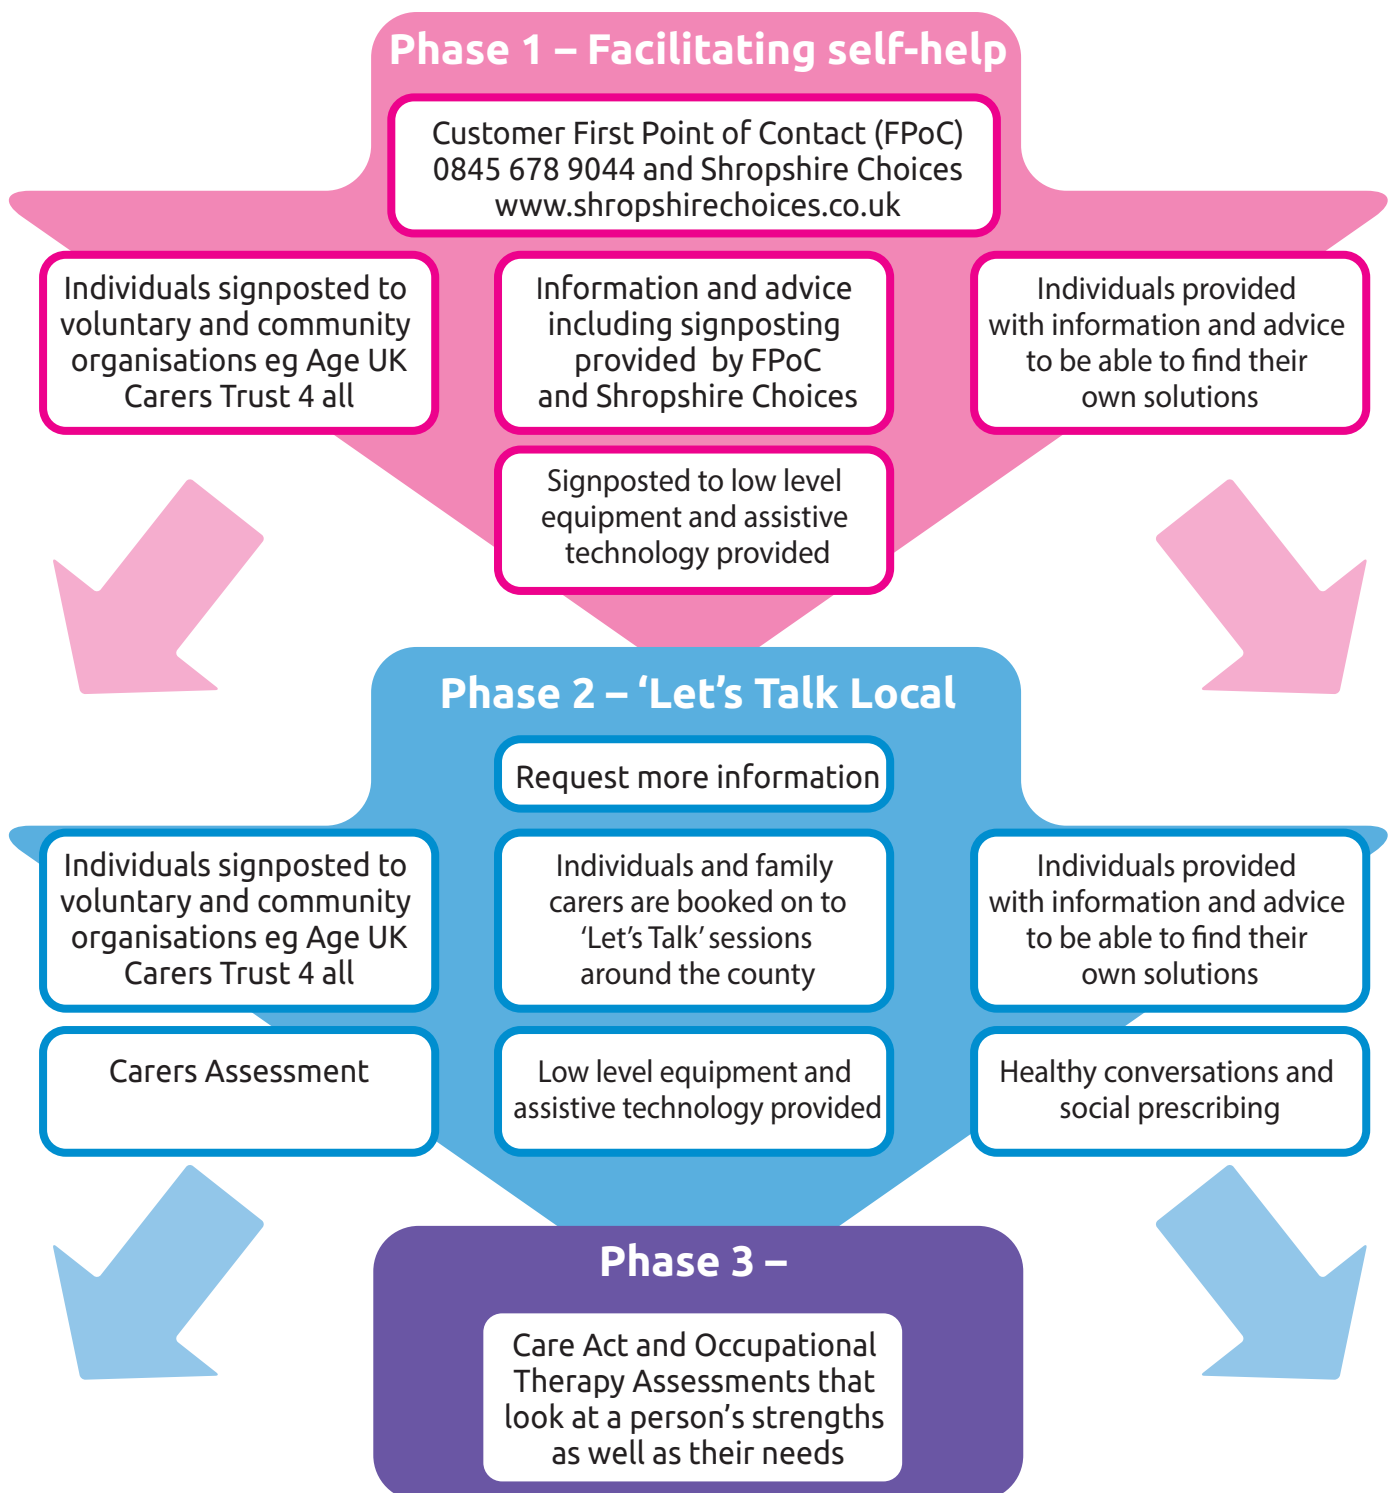 Phase 1 – Facilitating self-help
Customer First Point of Contact (FPoC)
0845 678 9044 and Shropshire Choices
www.shropshirechoices.co.uk
Individuals signposted to
voluntary and community
organisations eg Age UK
Carers Trust 4 all
Information and advice
including signposting
provided by FPoC
and Shropshire Choices
Individuals provided
with information and advice
to be able to find their
own solutions
Signposted to low level
equipment and assistive
technology provided
Phase 2 – ‘Let’s Talk Local
Request more information
Individuals signposted to
voluntary and community
organisations eg Age UK
Carers Trust 4 all
Individuals and family
carers are booked on to
‘Let’s Talk’ sessions
around the county
Individuals provided
with information and advice
to be able to find their
own solutions
Carers Assessment
Low level equipment and
assistive technology provided
Healthy conversations and
social prescribing
Phase 3 –
Care Act and Occupational
Therapy Assessments that
look at a person’s strengths
as well as their needs